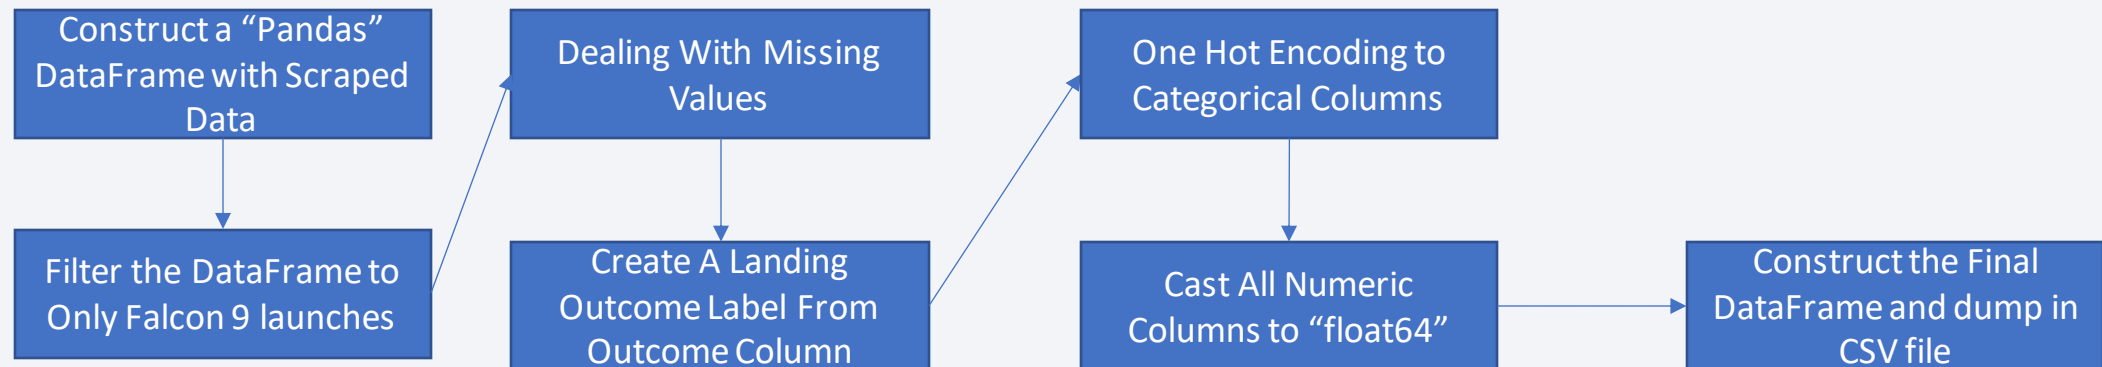 Construct a “Pandas”
DataFrame with Scraped
Data
Filter the DataFrame to
Only Falcon 9 launches
Dealing With Missing
Values
Create A Landing
Outcome Label From
Outcome Column
One Hot Encoding to
Categorical Columns
Cast All Numeric
Columns to “float64”
Construct the Final
DataFrame and dump in
CSV file